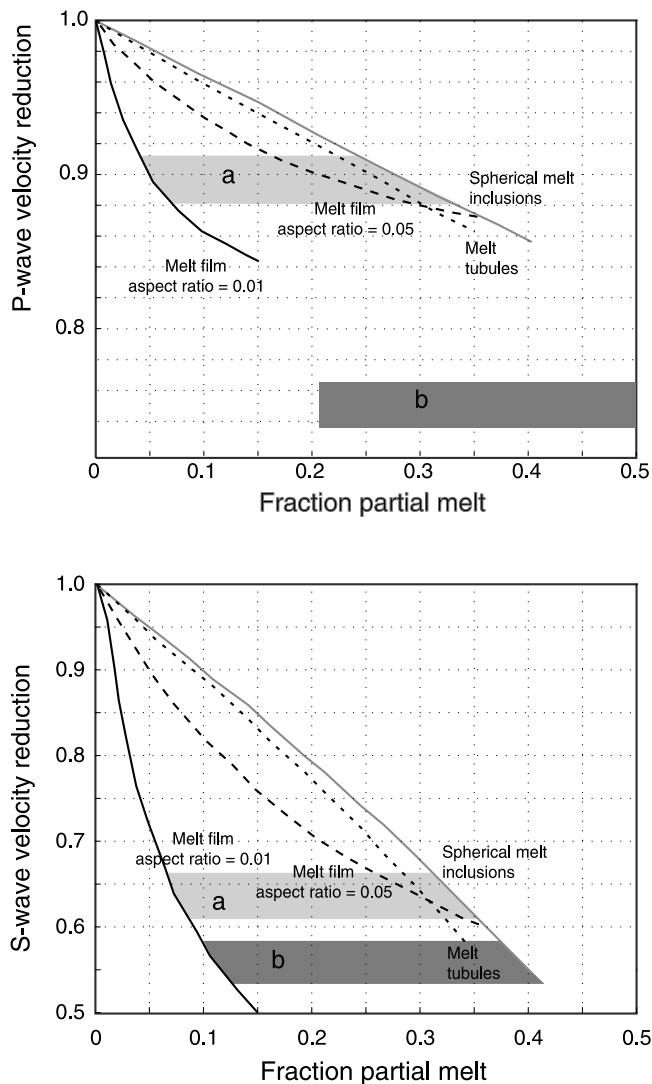 1.0
0.9
0.8
P-wave velocity reduction
a
Spherical melt
inclusions
Melt film
aspect ratio = 0.05
Melt
tubules
Melt film
aspect ratio = 0.01
b
0
0.1
0.2
0.3
0.4
0.5
Fraction partial melt
1.0
0.9
0.8
0.7
0.6
0.5
S-wave velocity reduction
Melt film
aspect ratio = 0.01
Spherical melt
inclusions
Melt film
aspect ratio = 0.05
a
b
Melt
tubules
0
0.1
0.2
0.3
0.4
0.5
Fraction partial melt